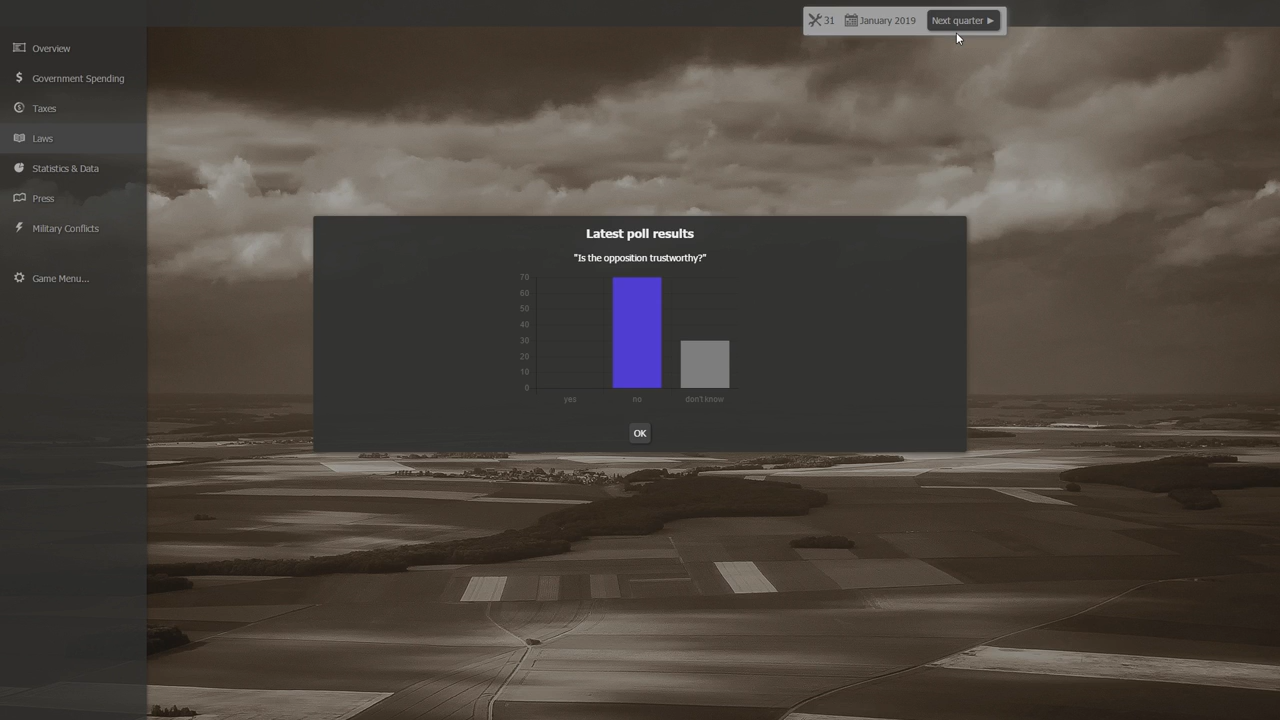 31 January 2019 Next quarter ►
Overview
Government Spending
Taxes
Laws
Statistics & Data
Press
Military Conflicts
Game Menu...
Latest poll results
"Is the opposition trustworthy?"
70
60
50
40
30
20
10
0
yes no don't know
OK